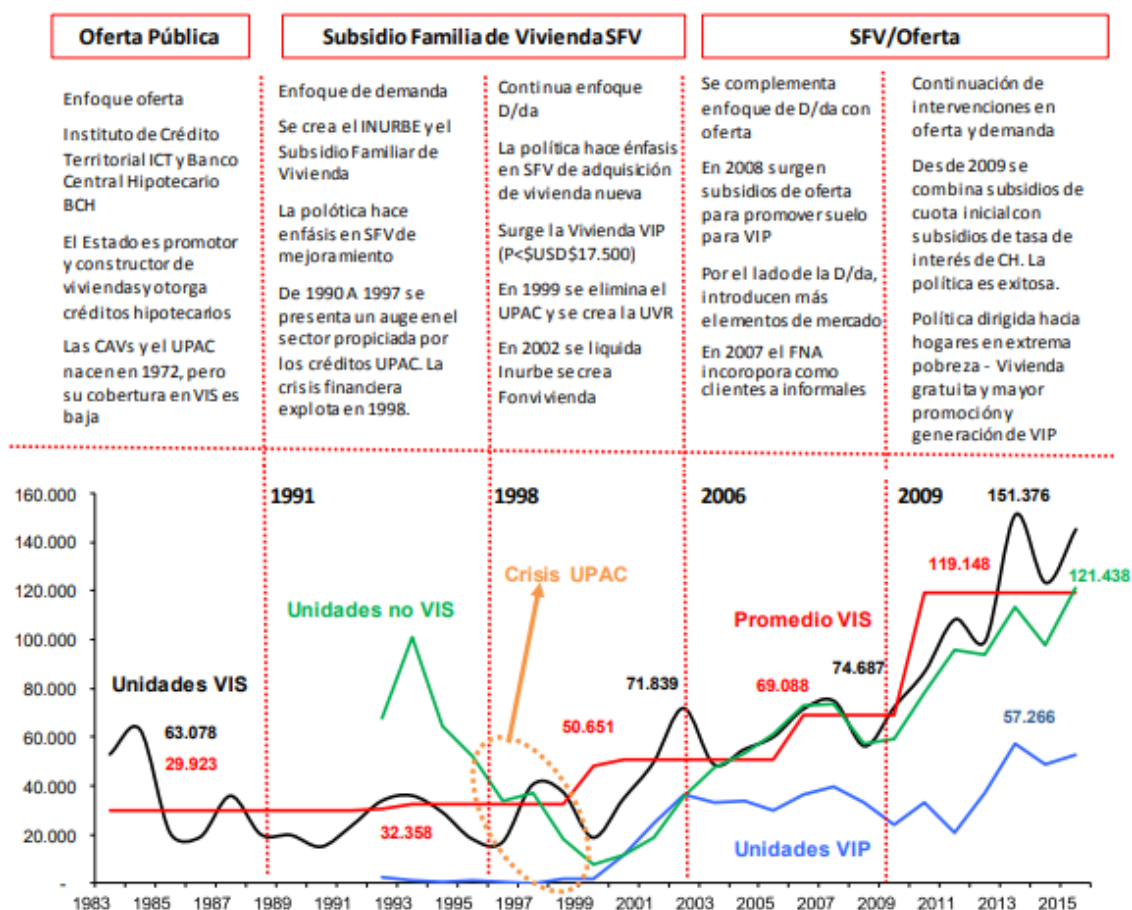 Oferta Pública
Subsidio Familia de Vivienda SFV
SFV/Oferta
Enfoque oferta
Instituto de Crédito
Territorial ICT y Banco
Central Hipotecario
BCH
El Estado es promotor
y constructor de
viviendas y otorga
créditos hipotecarios
Las CAVs y el UPAC
nacen en 1972, pero
su cobertura en VIS es
baja
Enfoque de demanda
Se crea el INURBE y el
Subsidio Familiar de
Vivienda
La polótica hace
enfásis en SFV de
mejoramiento
De 1990 A 1997 se
presenta un auge en el
sector propiciada por
los créditos UPAC. La
crisis financiera
explota en 1998.
Continua enfoque
D/da
La política hace énfasis
en SFV de adquisición
de vivienda nueva
Surge la Vivienda VIP
(P<$USD$17.500)
En 1999 se elimina el
UPAC y se crea la UVR
En 2002 se liquida
Inurbe se crea
Fonvivienda
Se complementa
enfoque de D/da con
oferta
En 2008 surgen
subsidios de oferta
para promover suelo
para VIP
Por el lado de la D/da,
introducen más
elementos de mercado
En 2007 el FNA
incoropora como
clientes a informales
Continuación de
intervenciones en
oferta y demanda
Desde 2009 se
combina subsidios de
cuota inicial con
subsidios de tasa de
interés de CH. La
política es exitosa.
Política dirigida hacia
hogares en extrema
pobreza - Vivienda
gratuita y mayor
promoción y
generación de VIP
160.000
140.000
120.000
100.000
80.000
60.000
40.000
20.000
-
1991
1998
2006
2009
151.376
Crisis UPAC
119.148
121.438
Unidades no VIS
Promedio VIS
Unidades VIS
71.839
74.687
69.088
63.078
50.651
57.266
29.923
32.358
Unidades VIP
1983 1985 1987 1989 1991 1993 1995 1997 1999 2001 2003 2005 2007 2009 2011 2013 2015